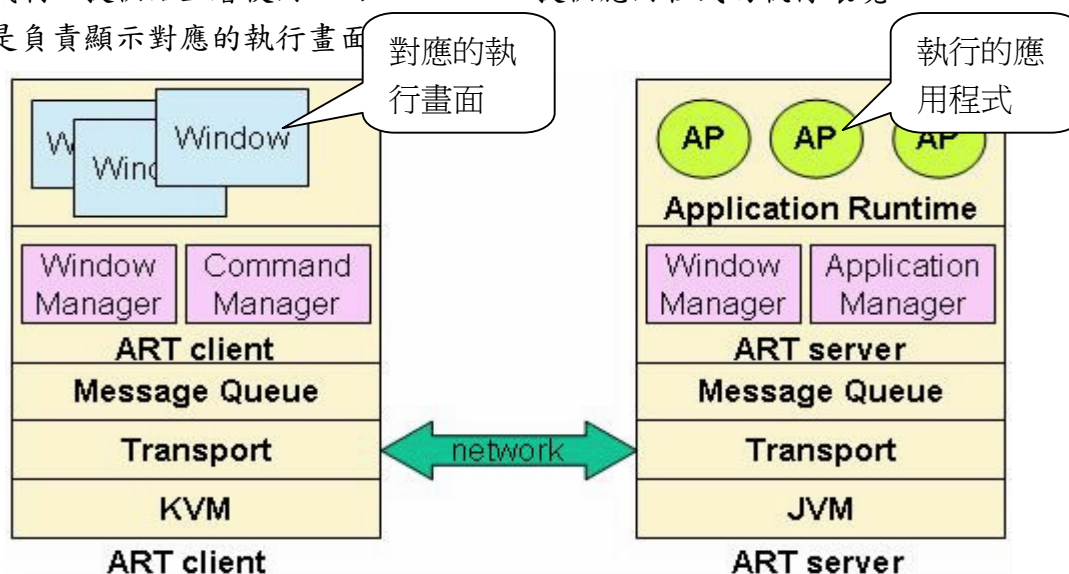 是負責顯示對應的執行畫面
對應的執
行畫面
執行的應
用程式
Window
AP
AP
AP
Application Runtime
Window
Manager
Command
Manager
ART client
Window
Manager
Application
Manager
ART server
Message Queue
Message Queue
Transport
network
Transport
KVM
JVM
ART client
ART server